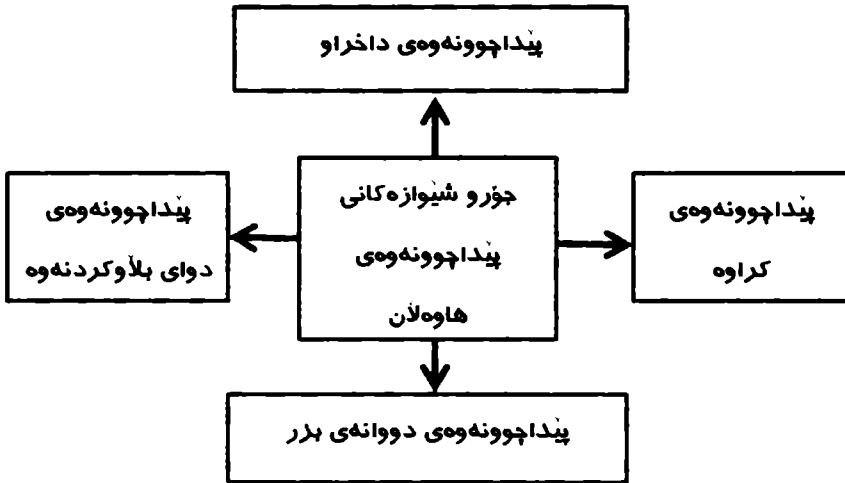 پێداچوونەوەی داخراو
جۆرو شێوازەکانی
پێداچوونەوەی
هاوەڵان
پێداچوونەوەی
کراوە
پێداچوونەوەی
دوای بڵاوکردنەوە
پێداچوونەوەی دووانەی بزر